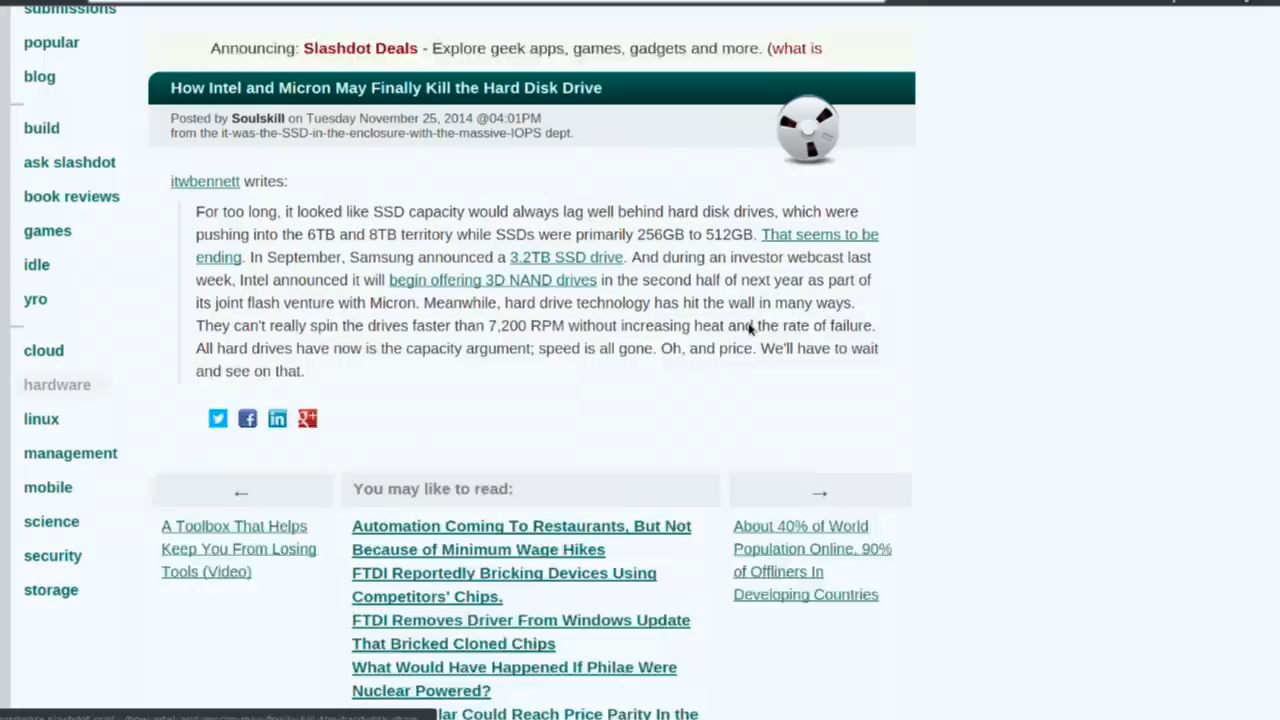 submissions
popular
blog
build
ask slashdot
book reviews
games
idle
yro
cloud
hardware
linux
management
mobile
science
security
storage
Announcing: Slashdot Deals - Explore geek apps, games, gadgets and more. (what is
How Intel and Micron May Finally Kill the Hard Disk Drive
Posted by Soulskill on Tuesday November 25, 2014 @04:01PM
from the it-was-the-SSD-in-the-enclosure-with-the-massive-IOPS dept.
itwbennett writes:
For too long, it looked like SSD capacity would always lag well behind hard disk drives, which were
pushing into the 6TB and 8TB territory while SSDs were primarily 256GB to 512GB. That seems to be
ending. In September, Samsung announced a 3.2TB SSD drive. And during an investor webcast last
week, Intel announced it will begin offering 3D NAND drives in the second half of next year as part of
its joint flash venture with Micron. Meanwhile, hard drive technology has hit the wall in many ways.
They can't really spin the drives faster than 7,200 RPM without increasing heat and the rate of failure.
All hard drives have now is the capacity argument; speed is all gone. Oh, and price. We'll have to wait
and see on that.
←
A Toolbox That Helps
Keep You From Losing
Tools (Video)
You may like to read:
Automation Coming To Restaurants, But Not
Because of Minimum Wage Hikes
FTDI Reportedly Bricking Devices Using
Competitors' Chips.
FTDI Removes Driver From Windows Update
That Bricked Cloned Chips
What Would Have Happened If Philae Were
Nuclear Powered?
lar Could Reach Price Parity In the
→
About 40% of World
Population Online, 90%
of Offliners In
Developing Countries